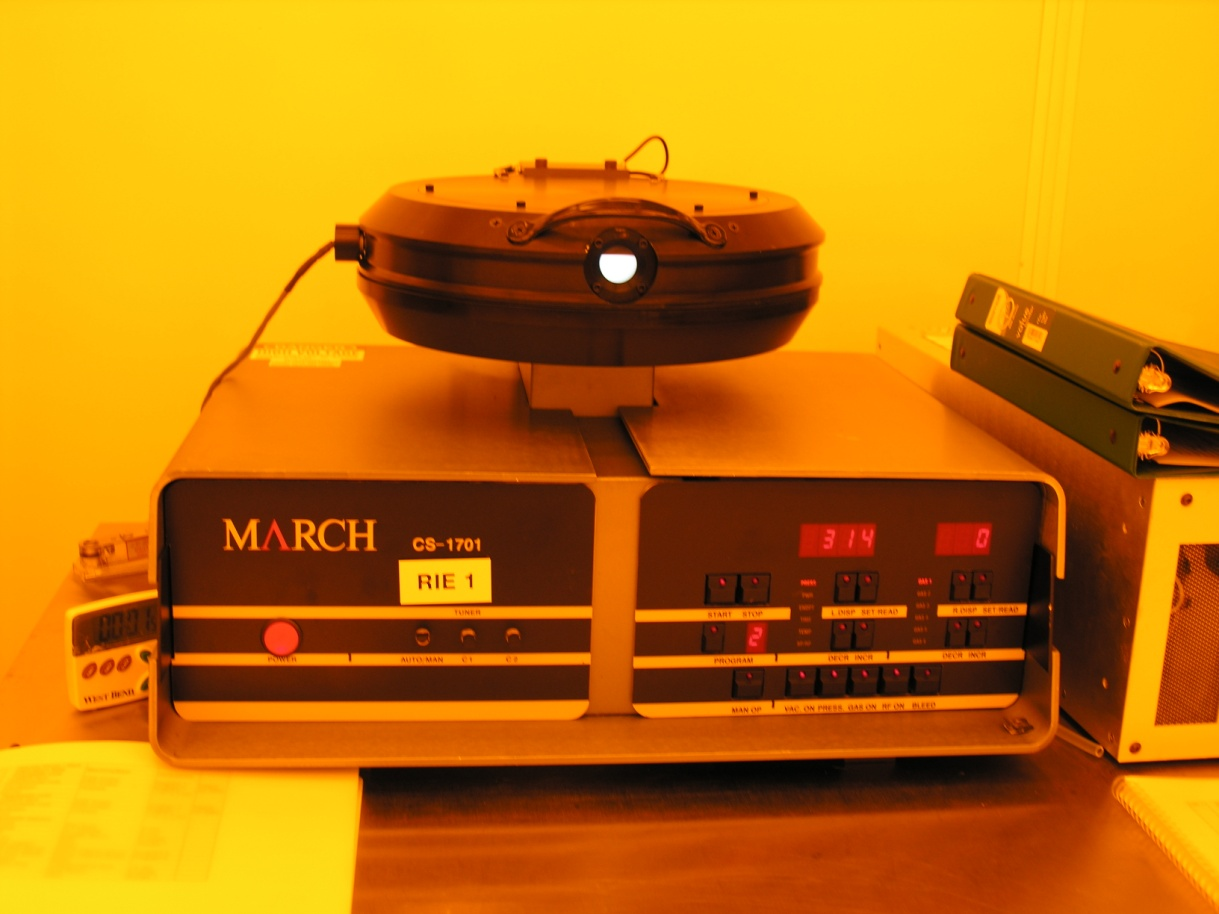 MARCH
CS-1701
RIE 1
TUNER
POWER
AUTO/MAN C1 C2
314
0
START STOP
L.DISP SET/READ
R.DISP SET/READ
2
PROGRAM
DECR INCR
DECR INCR
MAN OP
VAC. ON PRESS. GAS ON RF ON BLEED
WEST BEND